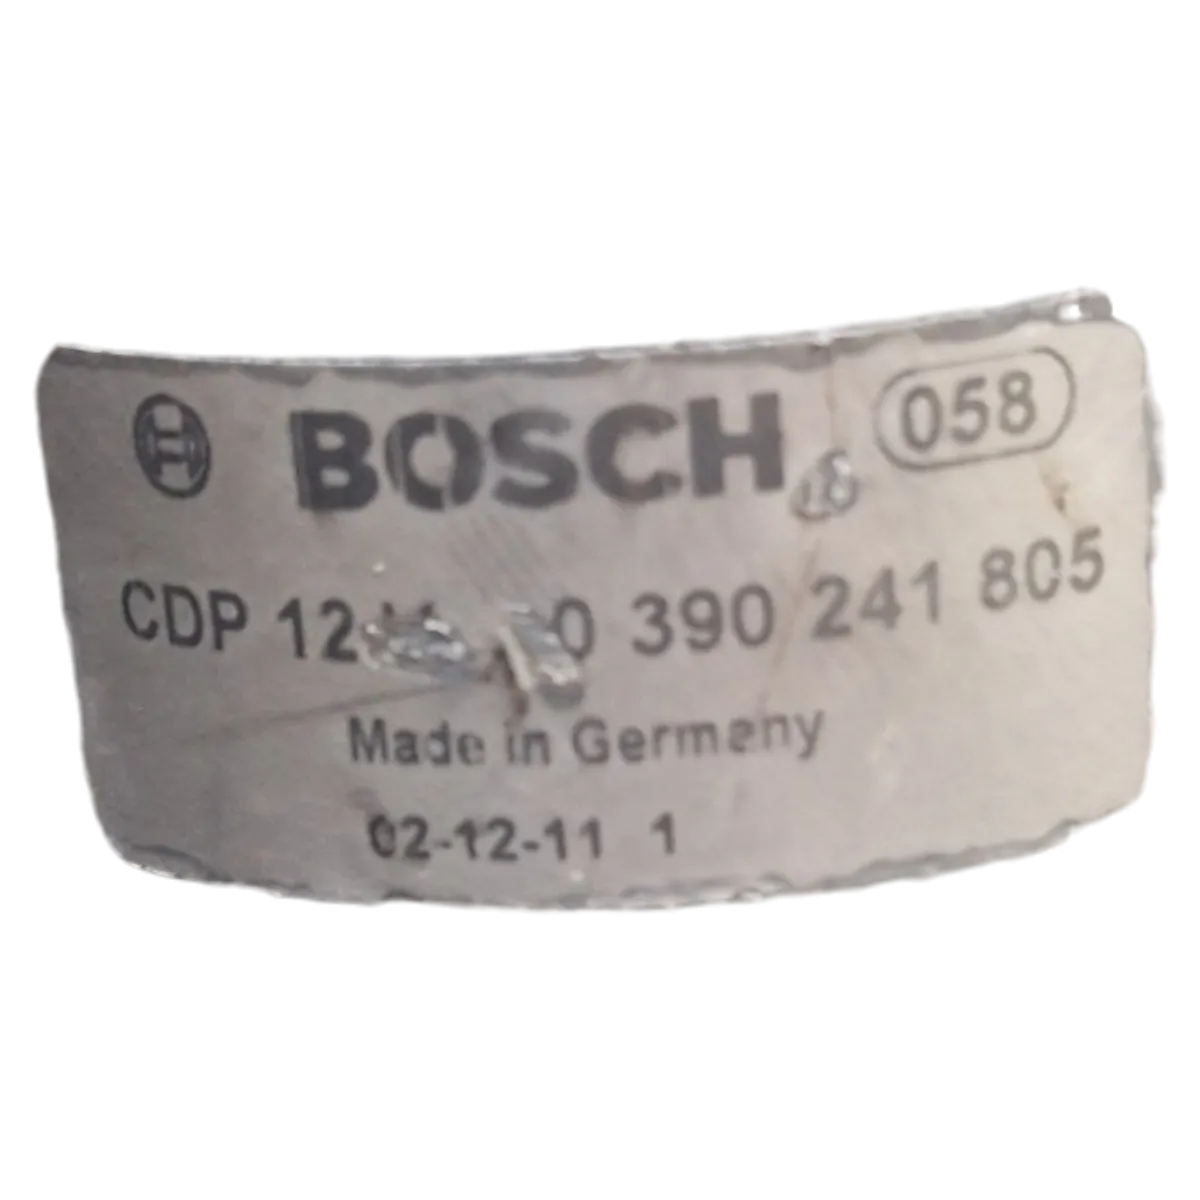 BOSCH 058
CDP 12 0 390 241 805
Made in Germany
02-12-11 1